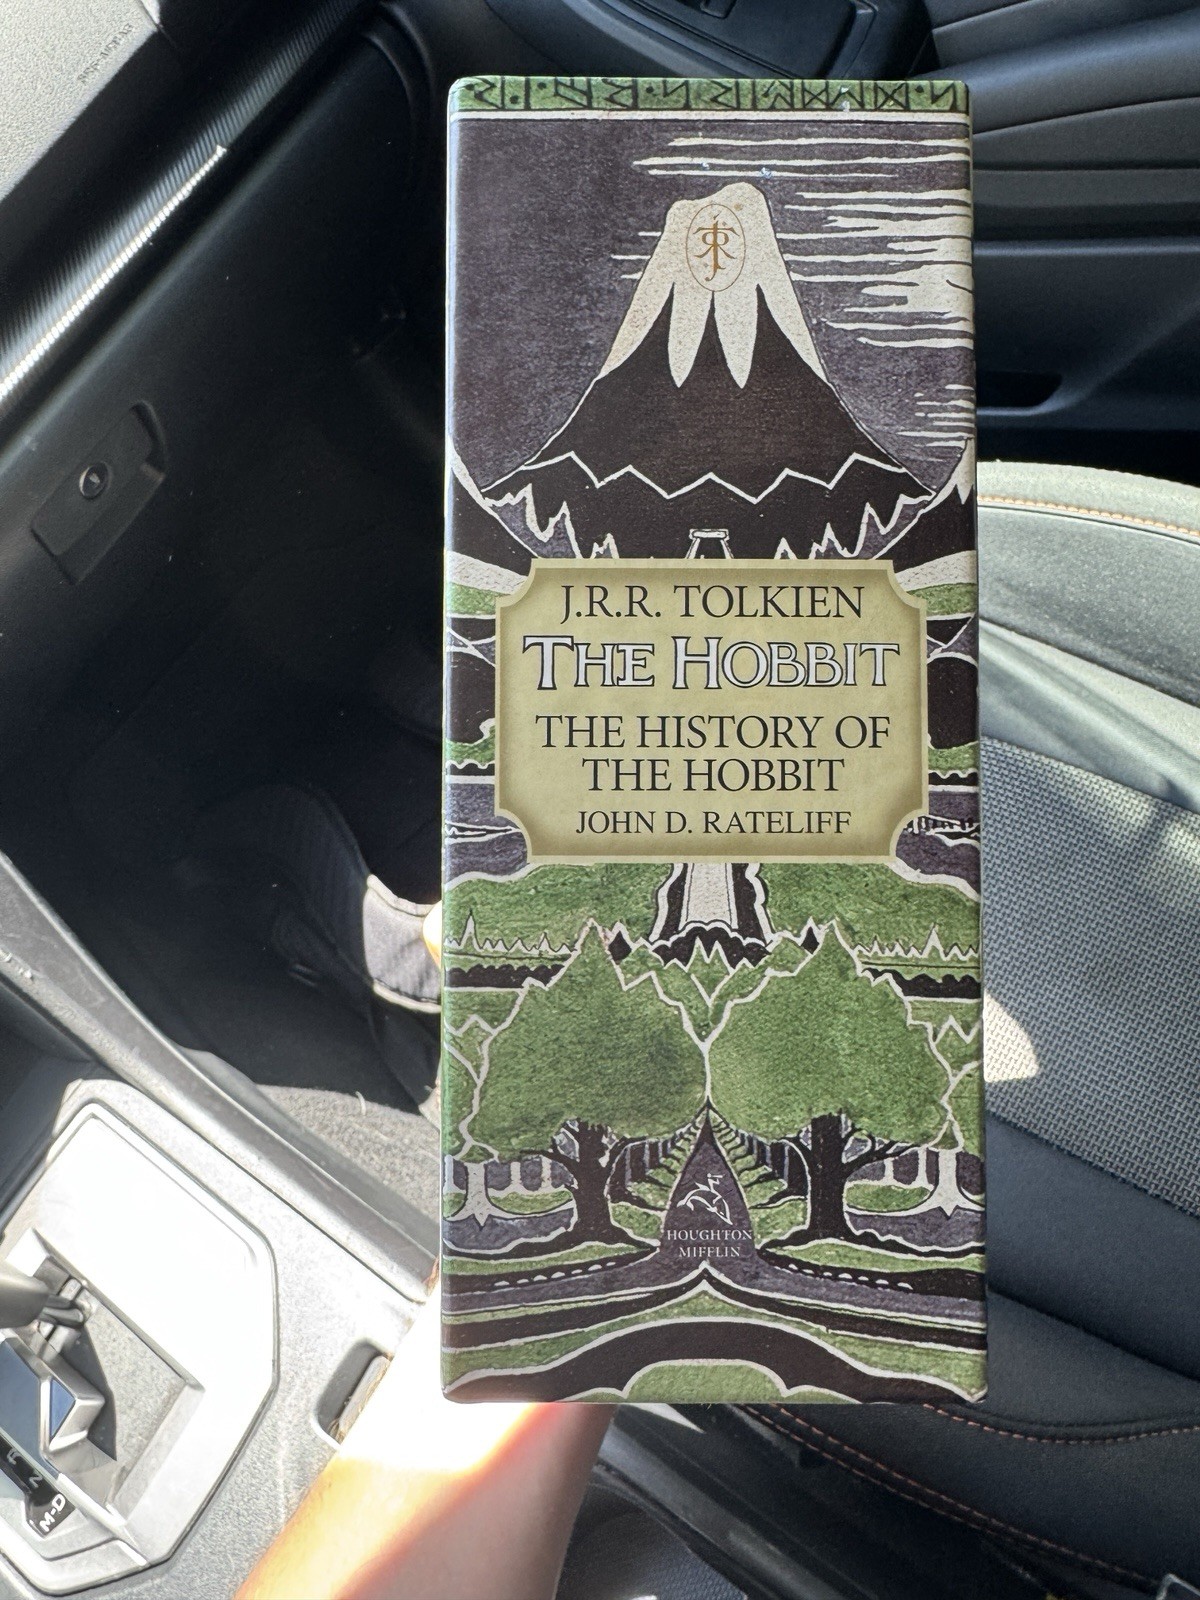 J.R.R. TOLKIEN
THE HOBBIT
THE HISTORY OF
THE HOBBIT
JOHN D. RATELIFF
HOUGHTON
MIFFLIN
N
M-D